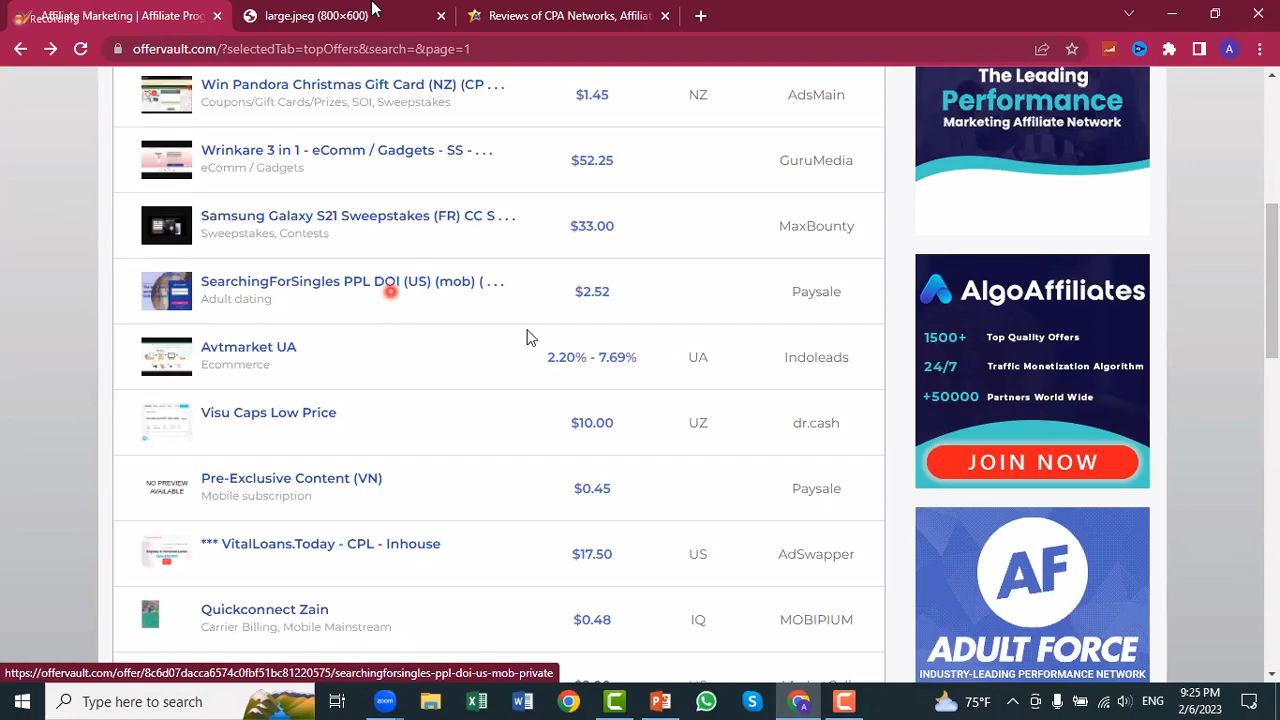 Recording
Affiliate Marketing | Performan
large.jpeg (800×600)
Reviews of CPA Networks, Affiliat
offervault.com/?selectedTab=topOffers&search=&page=1
A
Win Pandora Christmas Gift Card (NZ) (CP . . .
Coupons/Gift Cards/Prizes, SOI, Sweepstakes
$1.45
NZ
AdsMain
Wrinkare 3 in 1 - eComm / Gadgets - SS - . . .
eComm / Gadgets
$52.25
GuruMedia
Samsung Galaxy S21 Sweepstakes (FR) CC S . . .
Sweepstakes, Contests
$33.00
MaxBounty
SearchingForSingles PPL DOI (US) (mob) ( . . .
Adult dating
$2.52
Paysale
Avtmarket UA
Ecommerce
2.20% - 7.69%
UA
Indoleads
Visu Caps Low Price
$10.00
UZ
dr.cash
NO PREVIEW
AVAILABLE
Pre-Exclusive Content (VN)
Mobile subscription
$0.45
Paysale
*** VitalLoans.Today - CPL - Inhouse
$17.50
US
AdSwapper
Quickconnect Zain
Carrier Billing, Mobile Mainstream
$0.48
IQ
MOBIPIUM
The Leading
Performance
Marketing Affiliate Network
AlgoAffiliates
1500+ Top Quality Offers
24/7 Traffic Monetization Algorithm
+50000 Partners World Wide
JOIN NOW
AF
ADULT FORCE
INDUSTRY-LEADING PERFORMANCE NETWORK
https://offervault.com/offer/8c6d07dacca8574c0fbf51bc81220575/searchingforsingles-ppl-doi-us-mob-private
Type here to search
zoom
75°F
ENG
9:25 PM
2/6/2023